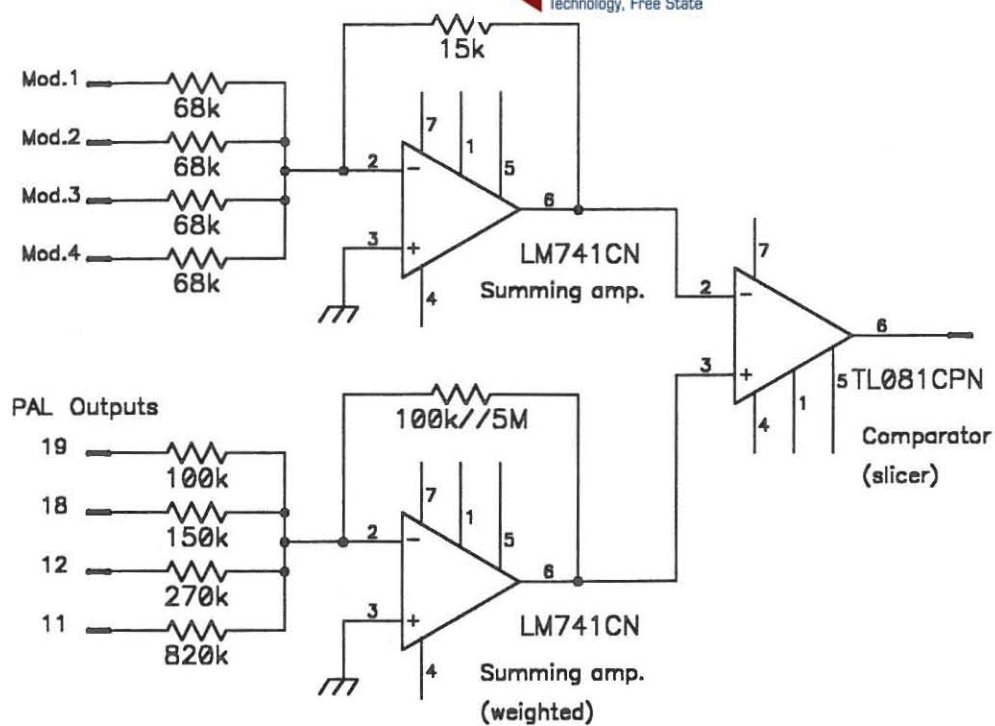 Technology, Free State
15k
Mod.1
68k
Mod.2
68k
Mod.3
68k
Mod.4
68k
2
-
7
1
5
6
3
+
4
LM741CN
Summing amp.
7
2
-
6
3
+
4
1
5
TL081CPN
Comparator
(slicer)
PAL Outputs
19
100k
18
150k
12
270k
11
820k
100k//5M
7
1
5
2
-
6
3
+
4
LM741CN
Summing amp.
(weighted)